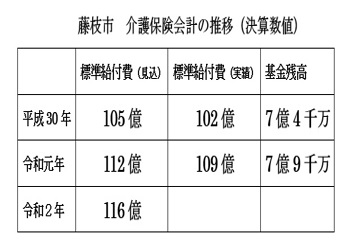 藤枝市　介護保険会計の推移（決算数値）
標準給付費（見込） 標準給付費（実績） 基金残高
平成30年 105億 102億 7億4千万
令和元年 112億 109億 7億9千万
令和2年 116億